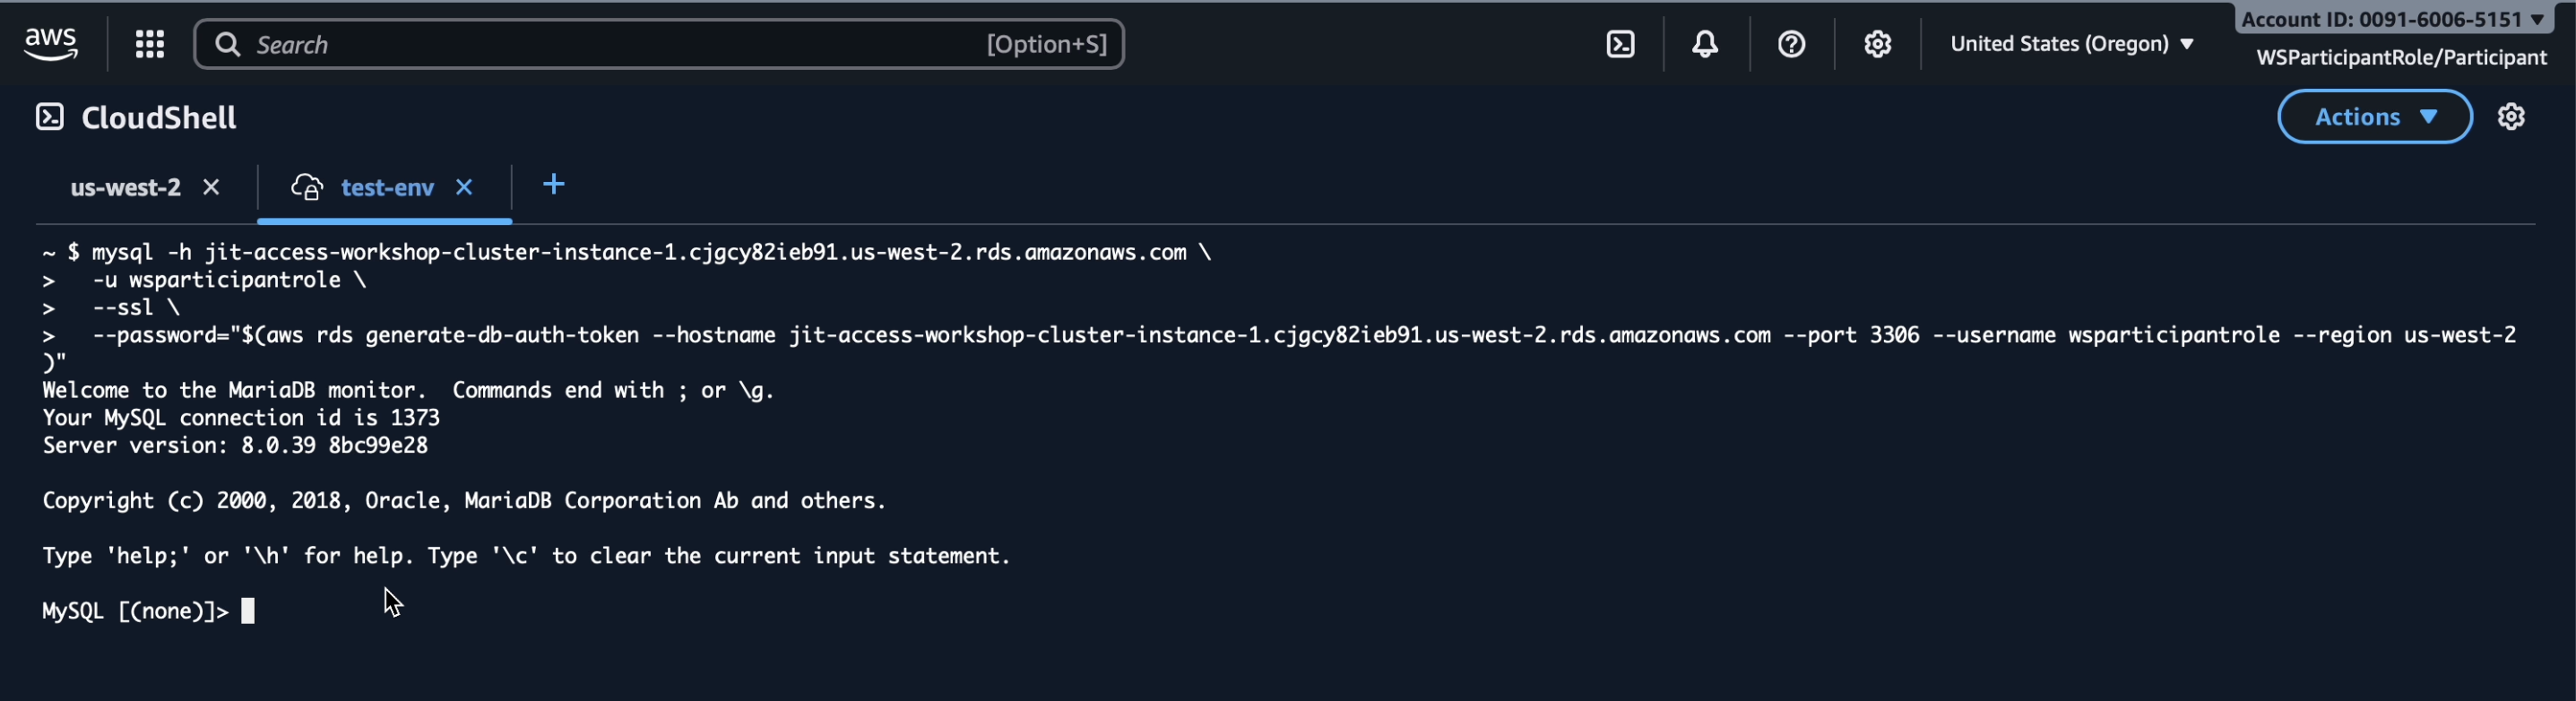 aws
Search
[Option+S]
United States (Oregon)
Account ID: 0091-6006-5151
WSParticipantRole/Participant
CloudShell
Actions
us-west-2
test-env
~ $ mysql -h jit-access-workshop-cluster-instance-1.cjgcy82ieb91.us-west-2.rds.amazonaws.com \
>   -u wsparticipantrole \
>   --ssl \
>   --password="$(aws rds generate-db-auth-token --hostname jit-access-workshop-cluster-instance-1.cjgcy82ieb91.us-west-2.rds.amazonaws.com --port 3306 --username wsparticipantrole --region us-west-2
)"
Welcome to the MariaDB monitor.  Commands end with ; or \g.
Your MySQL connection id is 1373
Server version: 8.0.39 8bc99e28
Copyright (c) 2000, 2018, Oracle, MariaDB Corporation Ab and others.
Type 'help;' or '\h' for help. Type '\c' to clear the current input statement.
MySQL [(none)]>